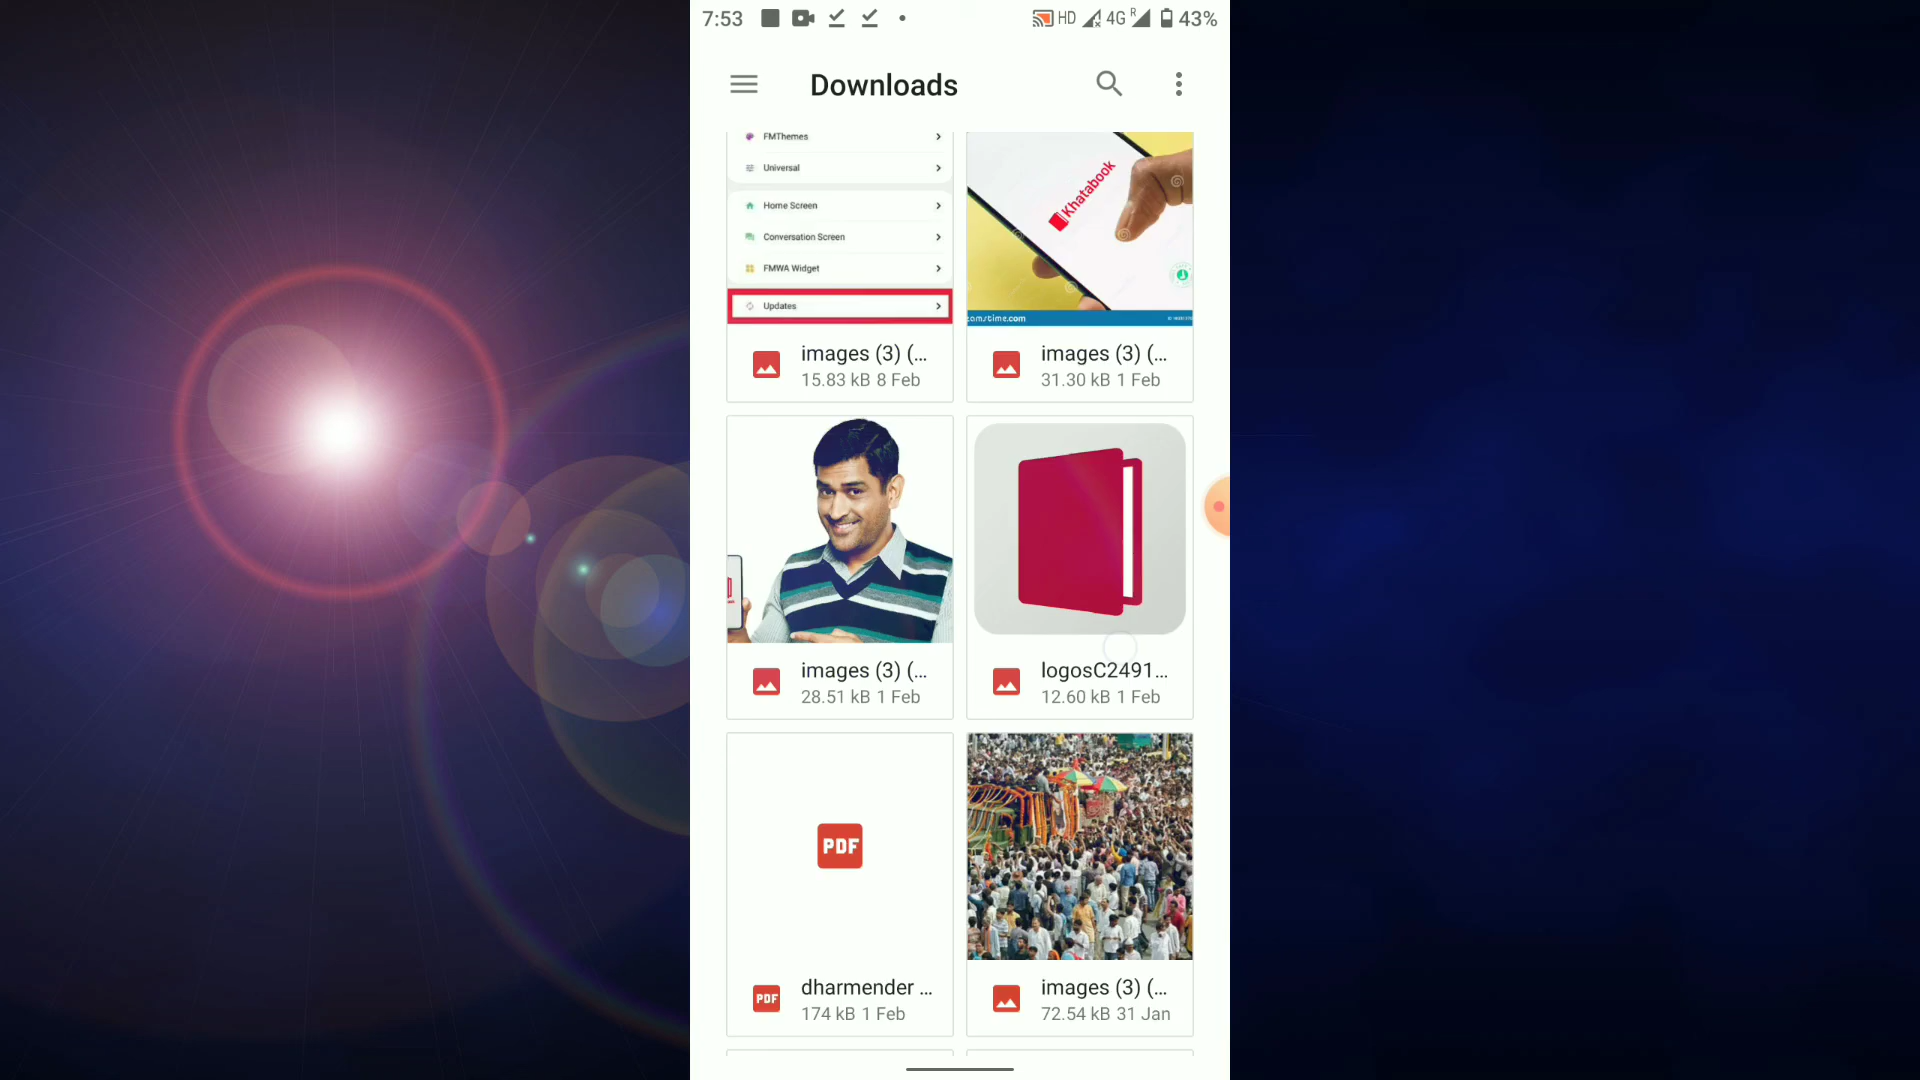 7:53
HD 4G R 43%
Downloads
FMThemes
Universal
Home Screen
Conversation Screen
FMWA Widget
Updates
Khatabook
images (3) (...
15.83 kB 8 Feb
images (3) (...
31.30 kB 1 Feb
images (3) (...
28.51 kB 1 Feb
logosC2491...
12.60 kB 1 Feb
PDF
PDF
dharmender ...
174 kB 1 Feb
images (3) (...
72.54 kB 31 Jan